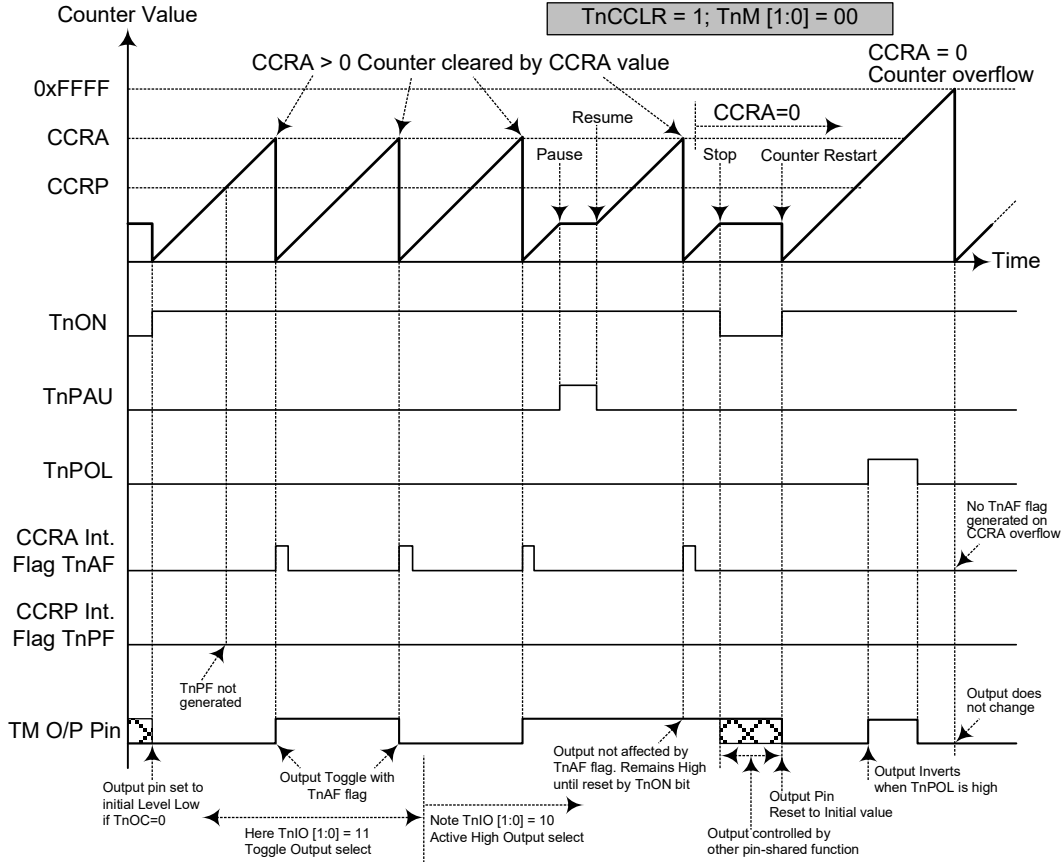 Counter Value
TnCCLR = 1; TnM [1:0] = 00
CCRA > 0 Counter cleared by CCRA value
CCRA = 0
Counter overflow
0xFFFF
CCRA
CCRP
Resume
CCRA=0
Pause
Stop
Counter Restart
Time
TnON
TnPAU
TnPOL
No TnAF flag
generated on
CCRA overflow
CCRA Int.
Flag TnAF
CCRP Int.
Flag TnPF
TnPF not
generated
TM O/P Pin
Output does
not change
Output pin set to
initial Level Low
if TnOC=0
Output Toggle with
TnAF flag
Output not affected by
TnAF flag. Remains High
until reset by TnON bit
Output Inverts
when TnPOL is high
Output Pin
Reset to Initial value
Here TnIO [1:0] = 11
Toggle Output select
Note TnIO [1:0] = 10
Active High Output select
Output controlled by
other pin-shared function